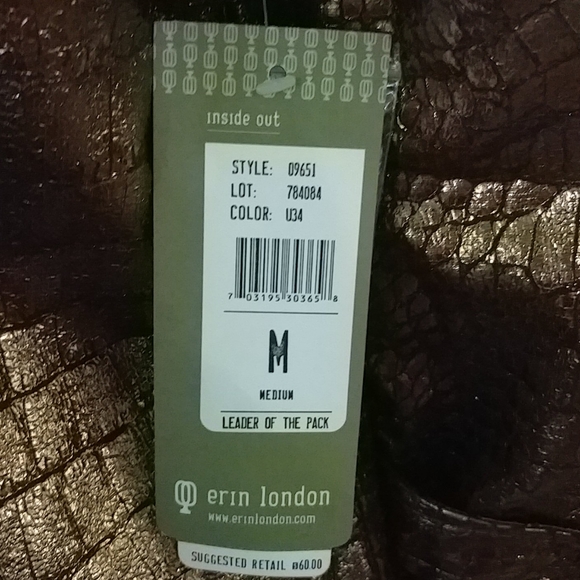 inside out
STYLE: 09651
LOT: 784084
COLOR: U34
7 03195 30365 8
M
MEDIUM
LEADER OF THE PACK
erin london
www.erinlondon.com
SUGGESTED RETAIL ø60.00